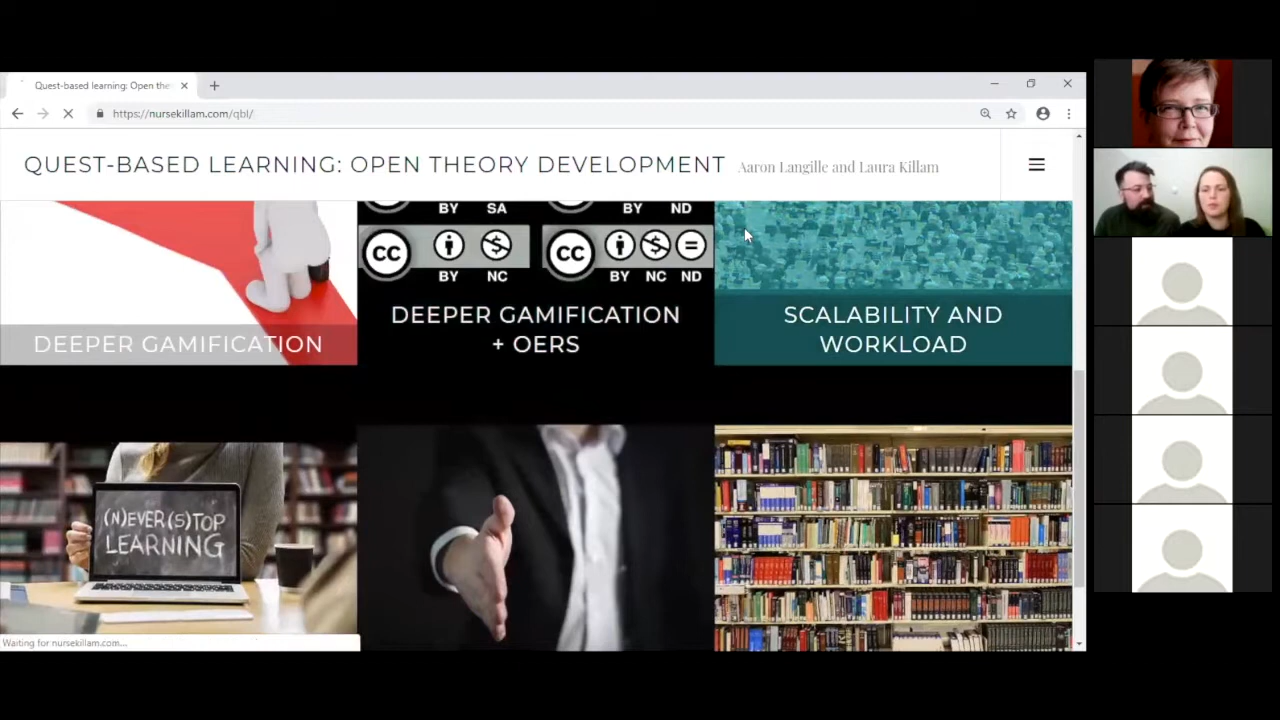 Quest-based learning: Open the
https://nursekillam.com/qbl/
QUEST-BASED LEARNING: OPEN THEORY DEVELOPMENT Aaron Langille and Laura Killam
BY SA
BY ND
CC
BY NC
CC
BY NC ND
DEEPER GAMIFICATION
DEEPER GAMIFICATION
+ OERS
SCALABILITY AND
WORKLOAD
(N)EVER (S)TOP
LEARNING
Waiting for nursekillam.com...